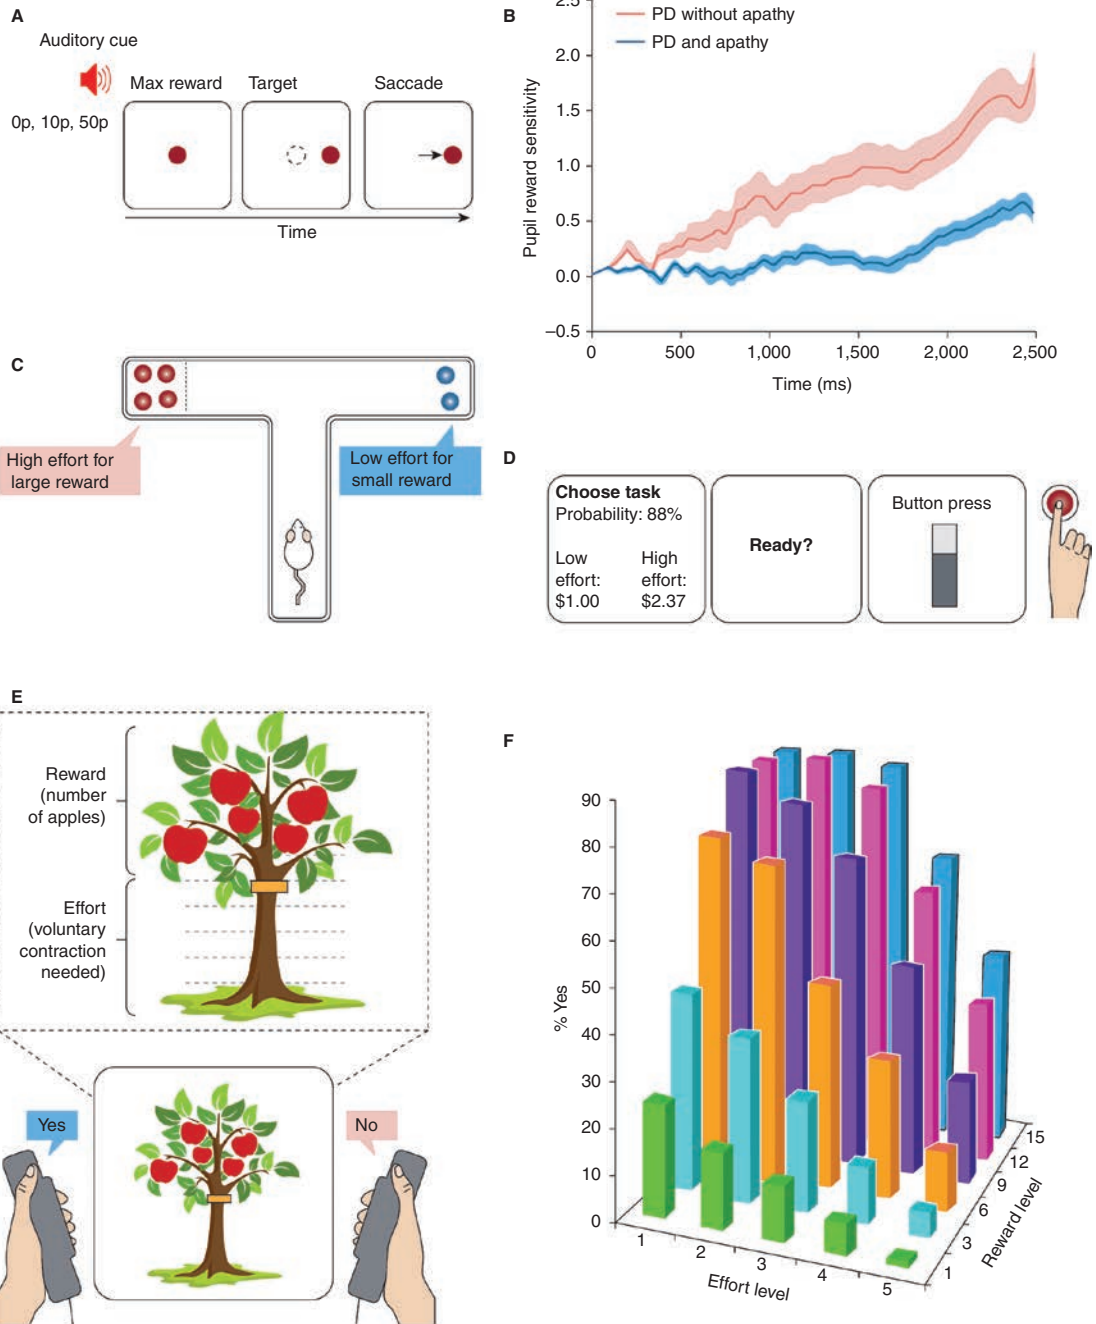 A
Auditory cue
0p, 10p, 50p
Max reward
Target
Saccade
Time
B
2.5
2.0
1.5
1.0
0.5
0.0
–0.5
Pupil reward sensitivity
PD without apathy
PD and apathy
0
500
1,000
1,500
2,000
2,500
Time (ms)
C
High effort for
large reward
Low effort for
small reward
D
Choose task
Probability: 88%
Low
effort:
$1.00
High
effort:
$2.37
Ready?
Button press
E
Reward
(number
of apples)
Effort
(voluntary
contraction
needed)
Yes
No
F
90
80
70
60
50
40
30
20
10
0
% Yes
1
2
3
4
5
Effort level
1
3
6
9
12
15
Reward level